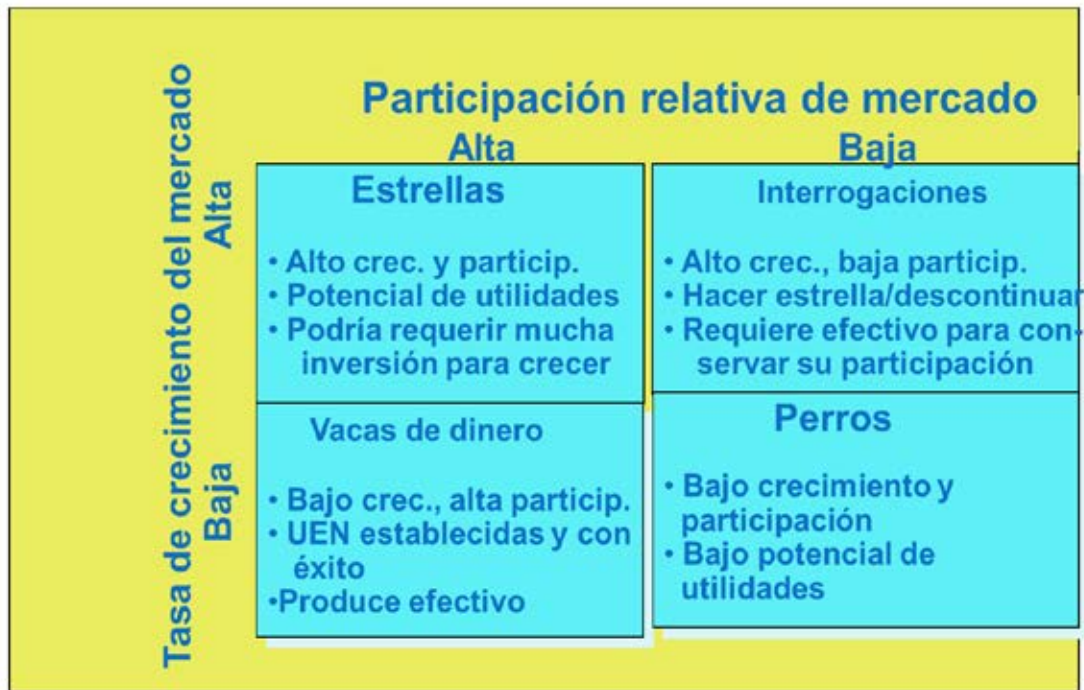 Participación relativa de mercado
Alta
Baja
Tasa de crecimiento del mercado
Alta
Baja
Estrellas
• Alto crec. y particip.
• Potencial de utilidades
• Podría requerir mucha
inversión para crecer
Interrogaciones
• Alto crec., baja particip.
• Hacer estrella/descontinuar
• Requiere efectivo para con-
servar su participación
Vacas de dinero
• Bajo crec., alta particip.
• UEN establecidas y con
éxito
•Produce efectivo
Perros
• Bajo crecimiento y
participación
• Bajo potencial de
utilidades